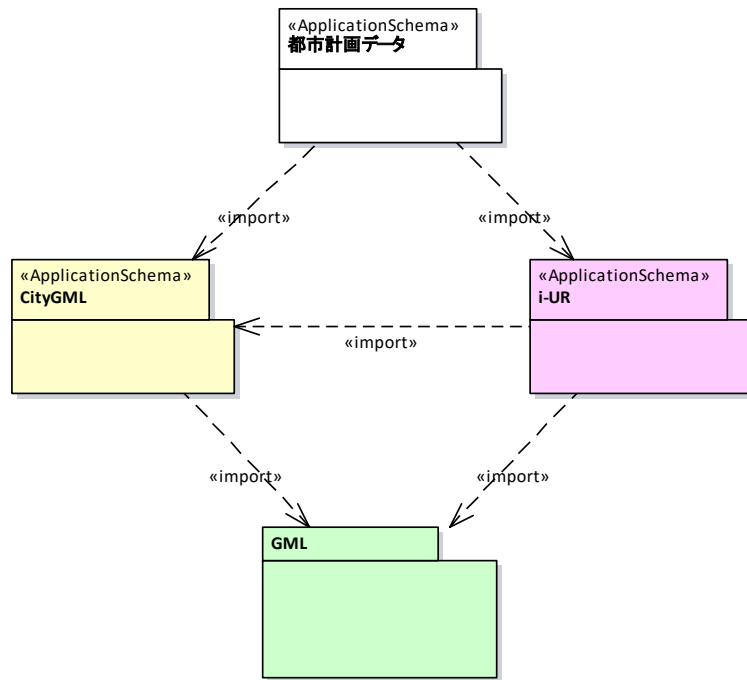 «ApplicationSchema»
都市計画データ
«import»
«import»
«ApplicationSchema»
CityGML
«ApplicationSchema»
i-UR
«import»
«import»
«import»
GML